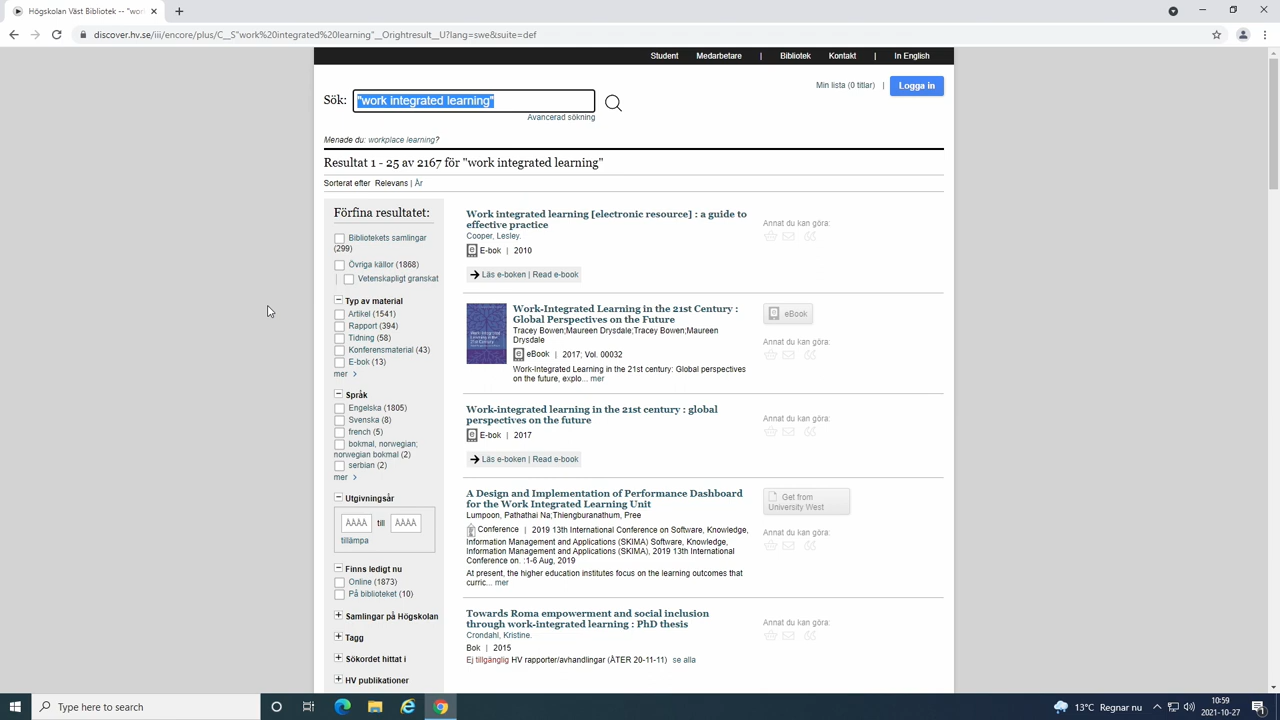 Högskolan Väst Bibliotek -- "wor
discover.hv.se/iii/encore/plus/C__S"work%20integrated%20learning"__Orightresult__U?lang=swe&suite=def
Student Medarbetare | Bibliotek Kontakt | In English
Min lista (0 titlar) | Logga in
Sök: "work integrated learning"
Avancerad sökning
Menade du: workplace learning?
Resultat 1 - 25 av 2167 för "work integrated learning"
Sorterat efter Relevans | År
Förfina resultatet:
Bibliotekets samlingar
(299)
Övriga källor (1868)
Vetenskapligt granskat
Typ av material
Artikel (1541)
Rapport (394)
Tidning (58)
Konferensmaterial (43)
E-bok (13)
mer >
Språk
Engelska (1805)
Svenska (8)
french (5)
bokmal, norwegian;
norwegian bokmal (2)
serbian (2)
mer >
Utgivningsår
ÅÅÅÅ till ÅÅÅÅ
tillämpa
Finns ledigt nu
Online (1873)
På biblioteket (10)
Samlingar på Högskolan
Tagg
Sökordet hittat i
HV publikationer
Work integrated learning [electronic resource] : a guide to
effective practice
Cooper, Lesley.
E-bok | 2010
Läs e-boken | Read e-book
Annat du kan göra:
Work-Integrated Learning in the 21st Century :
Global Perspectives on the Future
Tracey Bowen;Maureen Drysdale;Tracey Bowen;Maureen
Drysdale
eBook | 2017; Vol. 00032
Work-Integrated Learning in the 21st century: Global perspectives
on the future, explo... mer
eBook
Annat du kan göra:
Work-integrated learning in the 21st century : global
perspectives on the future
E-bok | 2017
Läs e-boken | Read e-book
Annat du kan göra:
A Design and Implementation of Performance Dashboard
for the Work Integrated Learning Unit
Lumpoon, Pathathai Na;Thiengburanathum, Pree
Conference | 2019 13th International Conference on Software, Knowledge,
Information Management and Applications (SKIMA) Software, Knowledge,
Information Management and Applications (SKIMA), 2019 13th International
Conference on. :1-6 Aug, 2019
At present, the higher education institutes focus on the learning outcomes that
curric... mer
Get from
University West
Annat du kan göra:
Towards Roma empowerment and social inclusion
through work-integrated learning : PhD thesis
Crondahl, Kristine.
Bok | 2015
Ej tillgänglig HV rapporter/avhandlingar (ÅTER 20-11-11) se alla
Annat du kan göra:
Type here to search
13°C Regnar nu
10:59
2021-10-27